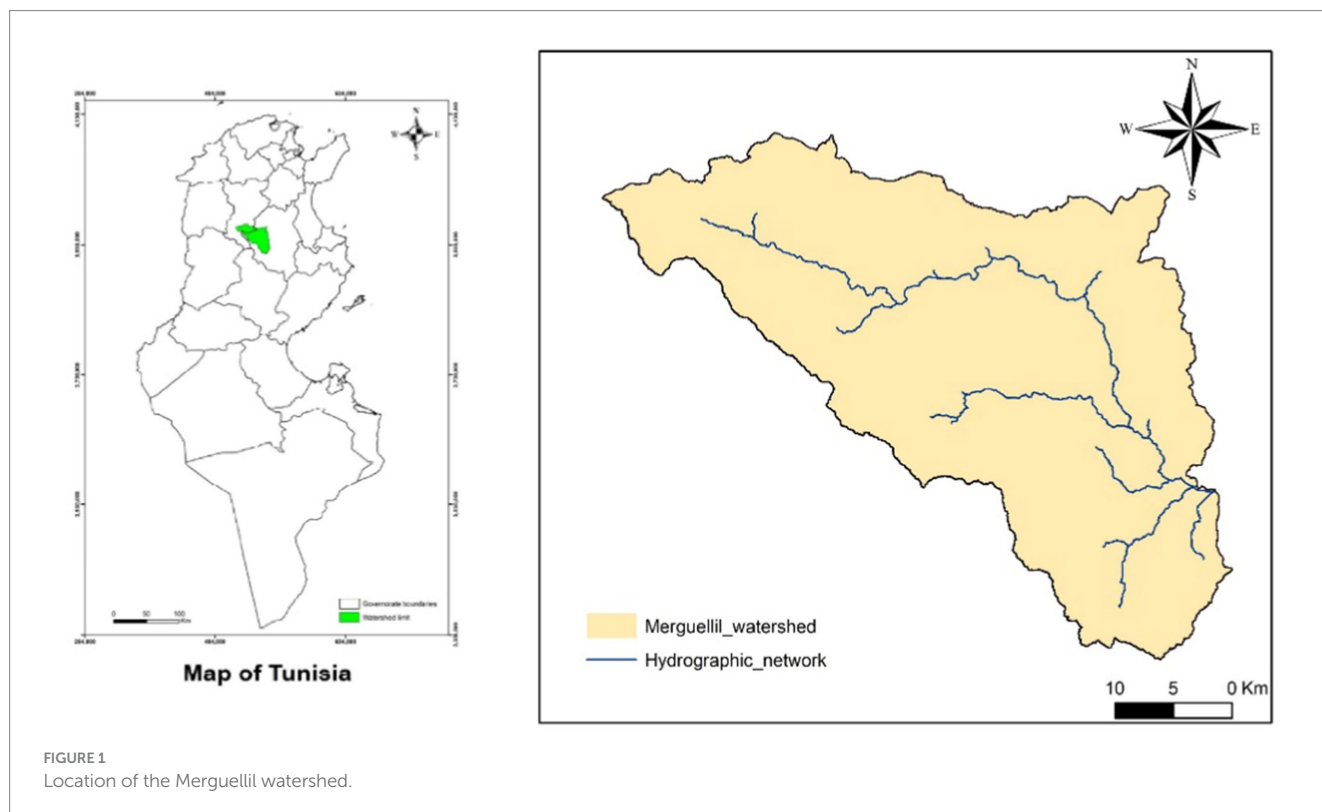 N
W
E
S
Governorate boundaries
Watershed limit
0
50
100
Km
Map of Tunisia
N
W
E
S
Merguellil_watershed
Hydrographic_network
10
5
0 Km
FIGURE 1
Location of the Merguellil watershed.